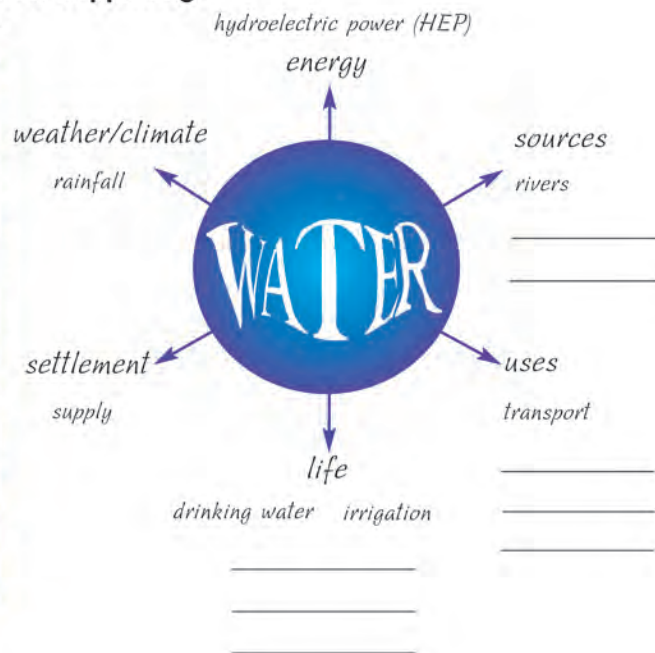 hydroelectric power (HEP)
energy
weather/climate
rainfall
sources
rivers
WATER
settlement
supply
uses
transport
life
drinking water irrigation